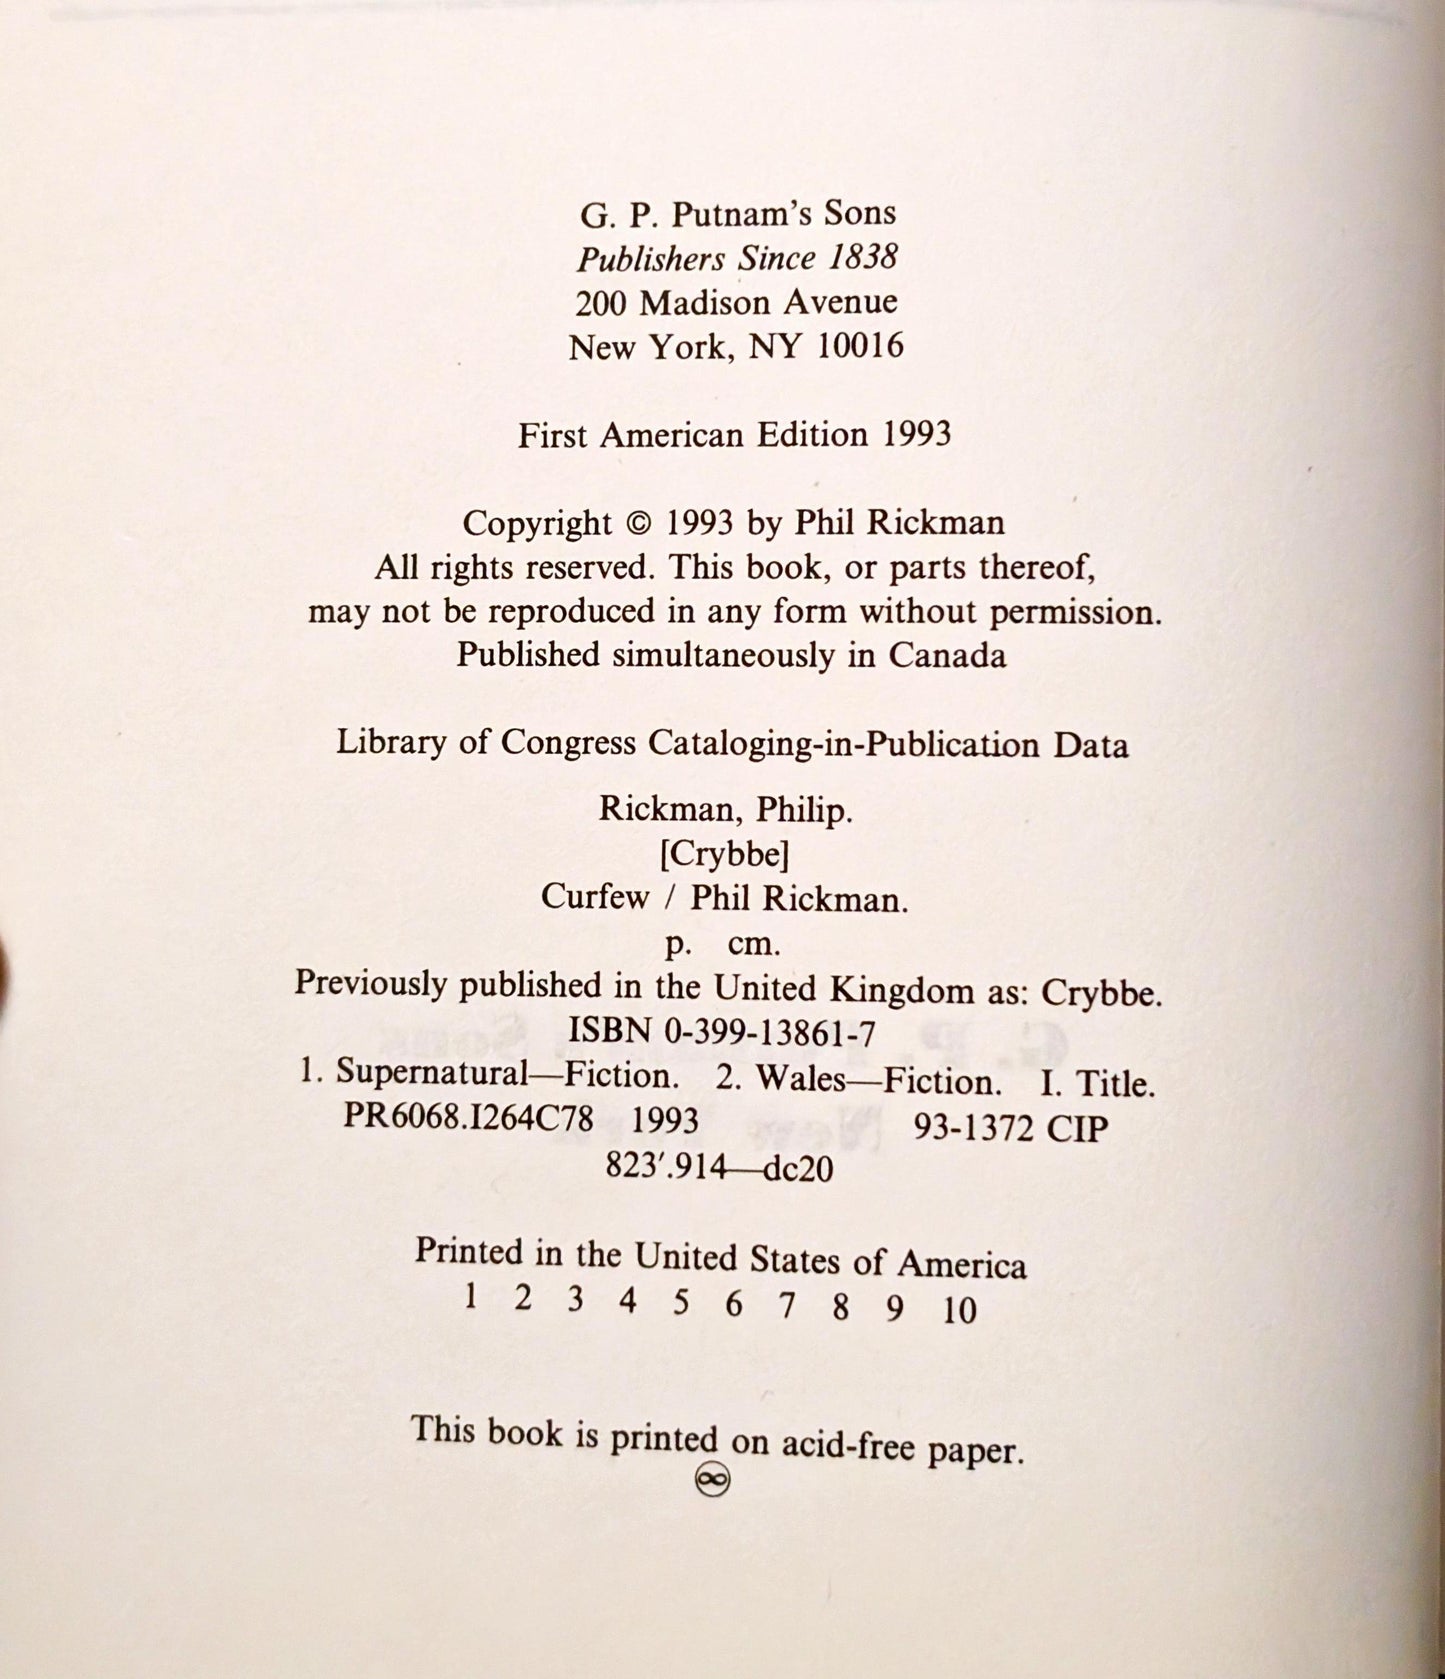 G. P. Putnam's Sons
Publishers Since 1838
200 Madison Avenue
New York, NY 10016
First American Edition 1993
Copyright © 1993 by Phil Rickman
All rights reserved. This book, or parts thereof,
may not be reproduced in any form without permission.
Published simultaneously in Canada
Library of Congress Cataloging-in-Publication Data
Rickman, Philip.
[Crybbe]
Curfew / Phil Rickman.
p. cm.
Previously published in the United Kingdom as: Crybbe.
ISBN 0-399-13861-7
1. Supernatural—Fiction. 2. Wales—Fiction. I. Title.
PR6068.I264C78 1993 93-1372 CIP
823′.914—dc20
Printed in the United States of America
1 2 3 4 5 6 7 8 9 10
This book is printed on acid-free paper.
♾